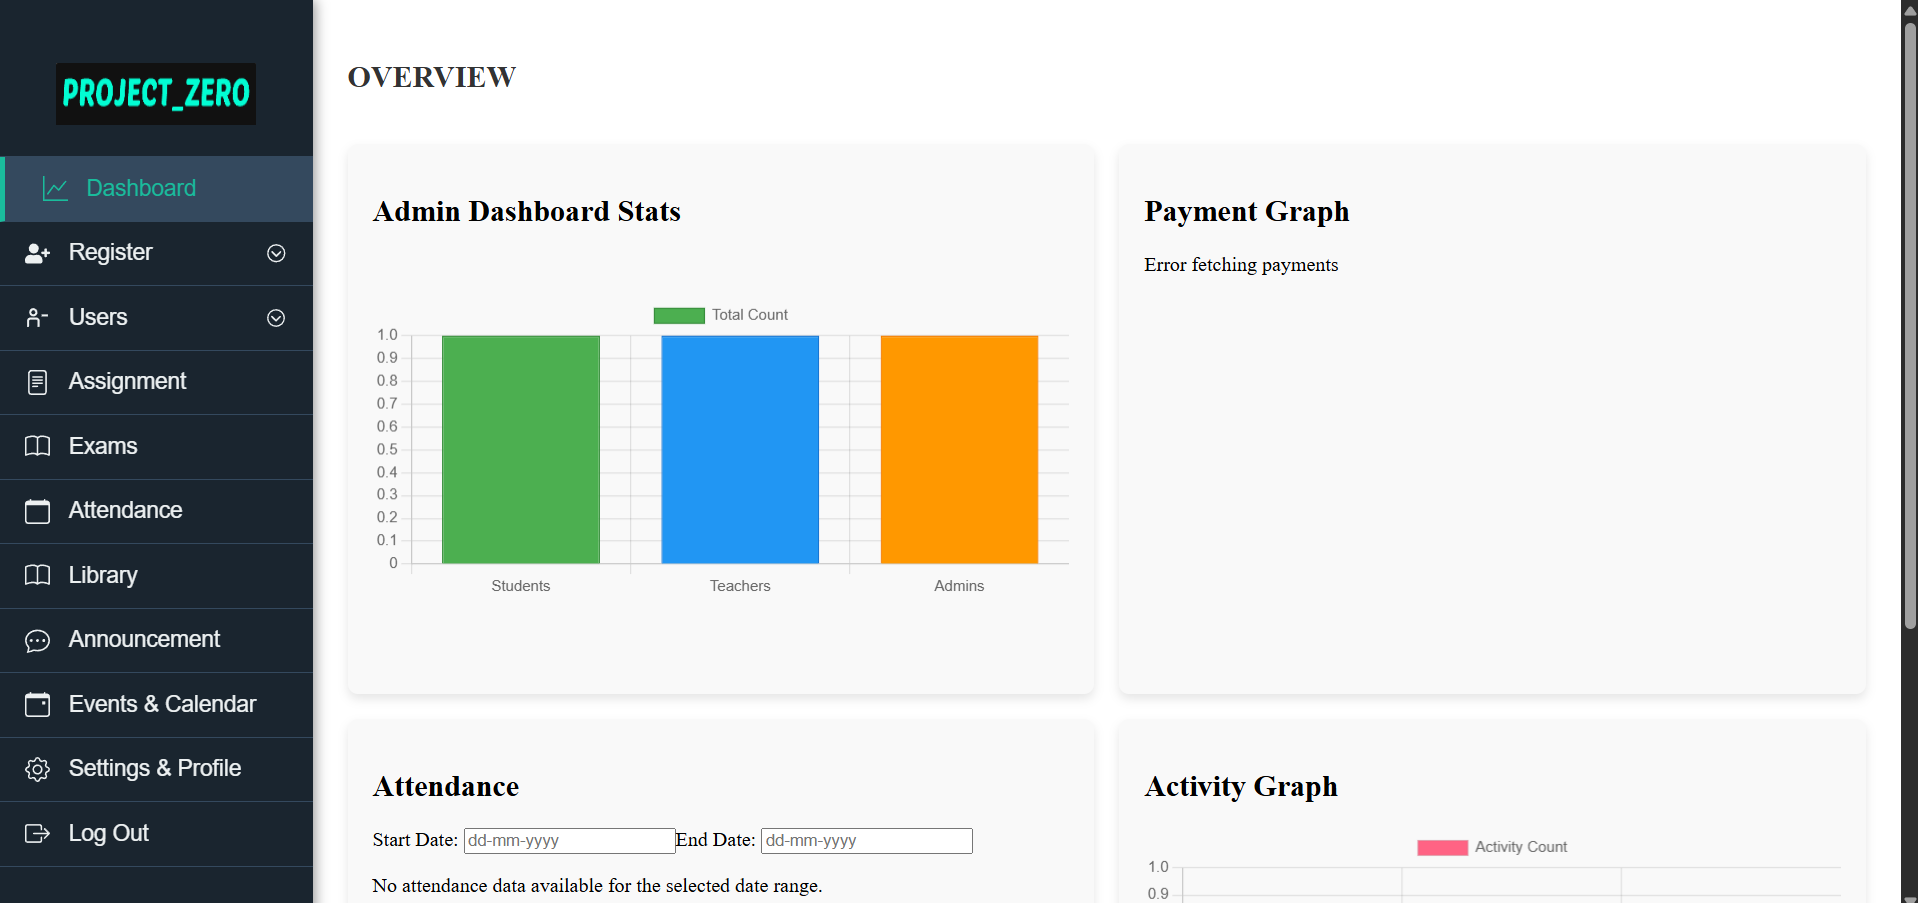 PROJECT_ZERO
Dashboard
Register
Users
Assignment
Exams
Attendance
Library
Announcement
Events & Calendar
Settings & Profile
Log Out
OVERVIEW
Admin Dashboard Stats
Total Count
1.0
0.9
0.8
0.7
0.6
0.5
0.4
0.3
0.2
0.1
0
Students Teachers Admins
Payment Graph
Error fetching payments
Attendance
Start Date: dd-mm-yyyy End Date: dd-mm-yyyy
No attendance data available for the selected date range.
Activity Graph
Activity Count
1.0
0.9